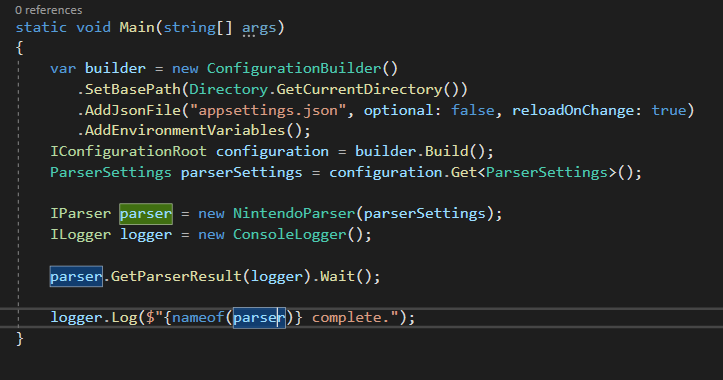 0 references
static void Main(string[] args)
{
var builder = new ConfigurationBuilder()
.SetBasePath(Directory.GetCurrentDirectory())
.AddJsonFile("appsettings.json", optional: false, reloadOnChange: true)
.AddEnvironmentVariables();
IConfigurationRoot configuration = builder.Build();
ParserSettings parserSettings = configuration.Get<ParserSettings>();
IParser parser = new NintendoParser(parserSettings);
ILogger logger = new ConsoleLogger();
parser.GetParserResult(logger).Wait();
logger.Log($"{nameof(parser)} complete.");
}